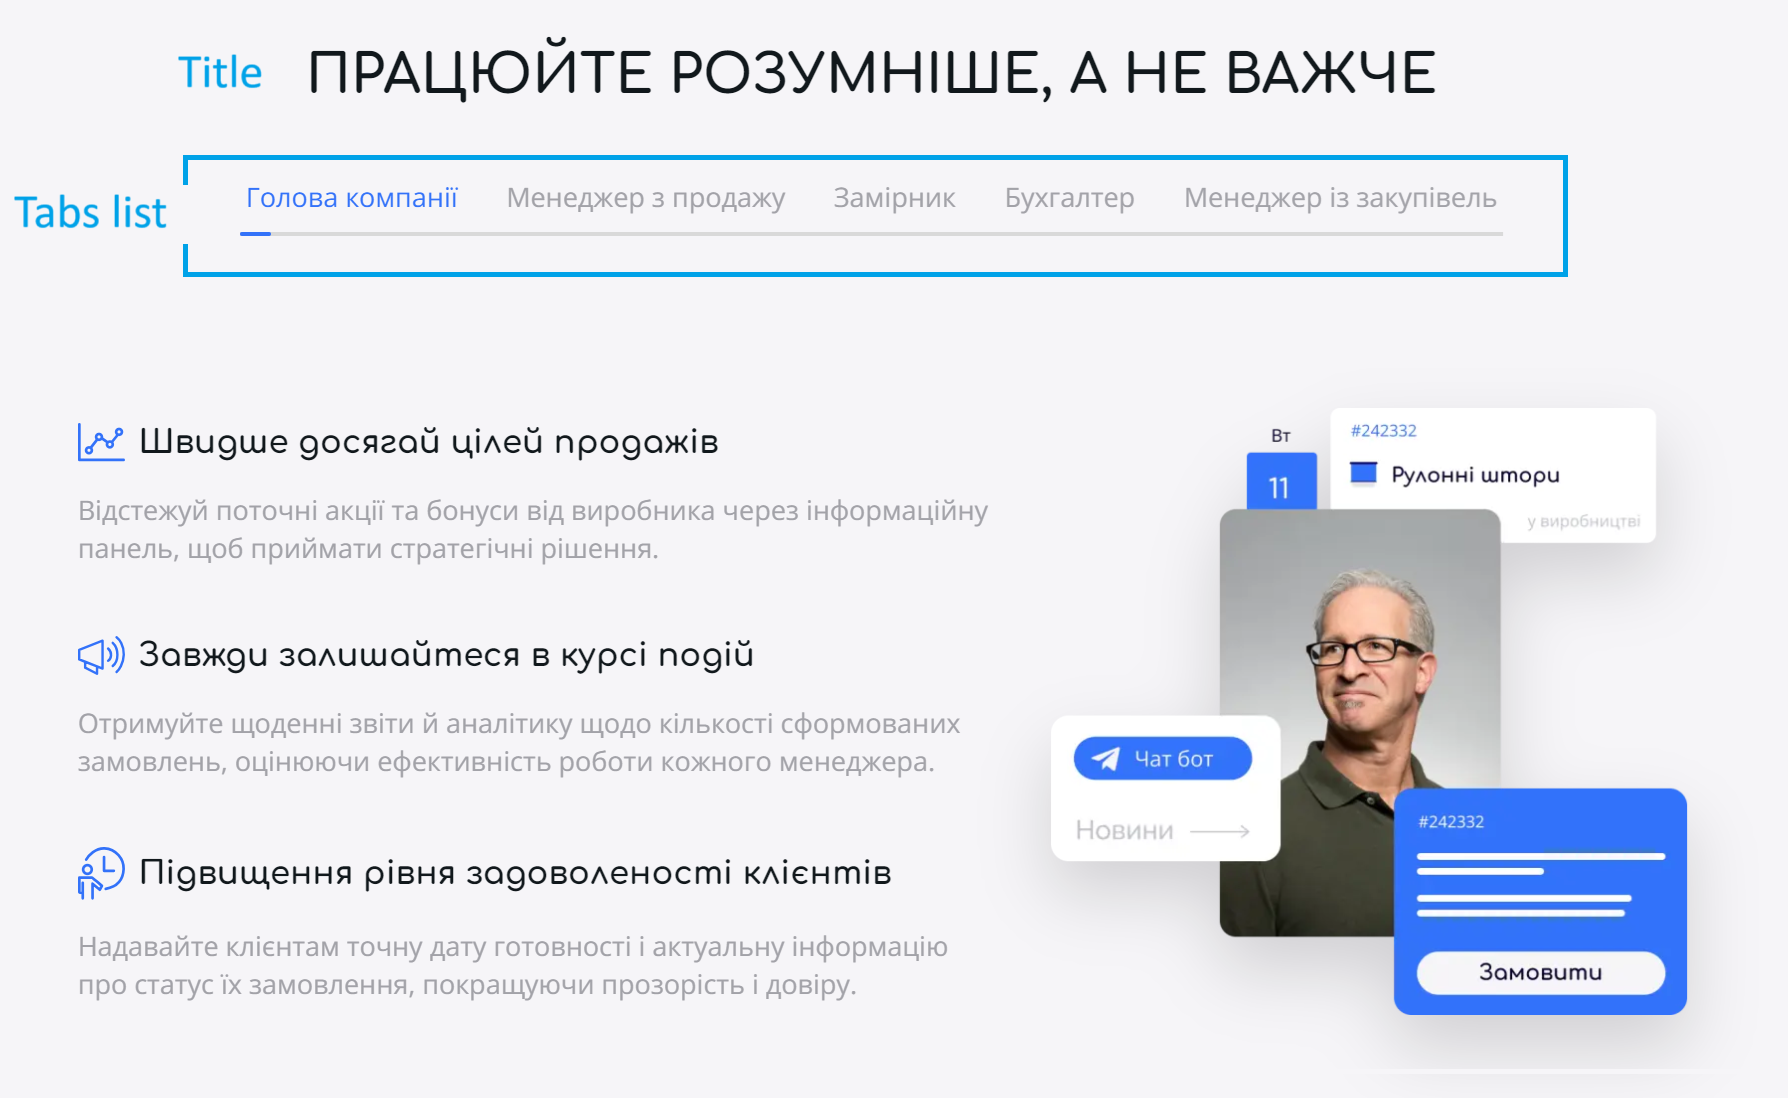 Title
ПРАЦЮЙТЕ РОЗУМНІШЕ, А НЕ ВАЖЧЕ
Tabs list
Голова компанії
Менеджер з продажу
Замірник
Бухгалтер
Менеджер із закупівель
Швидше досягай цілей продажів
Відстежуй поточні акції та бонуси від виробника через інформаційну
панель, щоб приймати стратегічні рішення.
Завжди залишайтеся в курсі подій
Отримуйте щоденні звіти й аналітику щодо кількості сформованих
замовлень, оцінюючи ефективність роботи кожного менеджера.
Підвищення рівня задоволеності клієнтів
Надавайте клієнтам точну дату готовності і актуальну інформацію
про статус їх замовлення, покращуючи прозорість і довіру.
Вт
11
#242332
Рулонні штори
у виробництві
Чат бот
Новини
#242332
Замовити